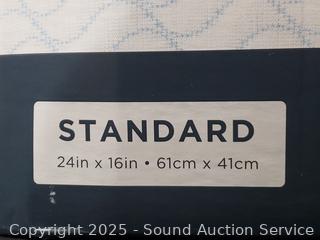 STANDARD
24in x 16in • 61cm x 41cm
Copyright 2025 - Sound Auction Service